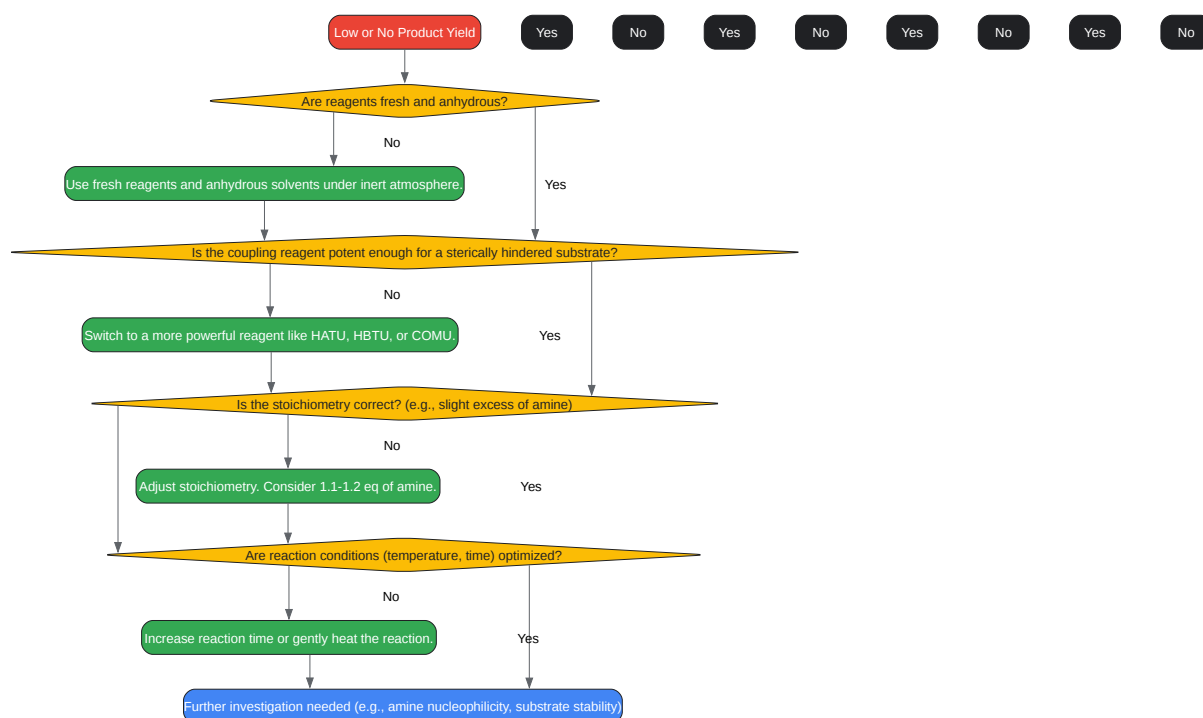 Low or No Product Yield
Yes
No
Yes
No
Yes
No
Yes
No
Are reagents fresh and anhydrous?
No
Use fresh reagents and anhydrous solvents under inert atmosphere.
Yes
Is the coupling reagent potent enough for a sterically hindered substrate?
No
Switch to a more powerful reagent like HATU, HBTU, or COMU.
Yes
Is the stoichiometry correct? (e.g., slight excess of amine)
No
Adjust stoichiometry. Consider 1.1-1.2 eq of amine.
Yes
Are reaction conditions (temperature, time) optimized?
No
Increase reaction time or gently heat the reaction.
Yes
Further investigation needed (e.g., amine nucleophilicity, substrate stability)